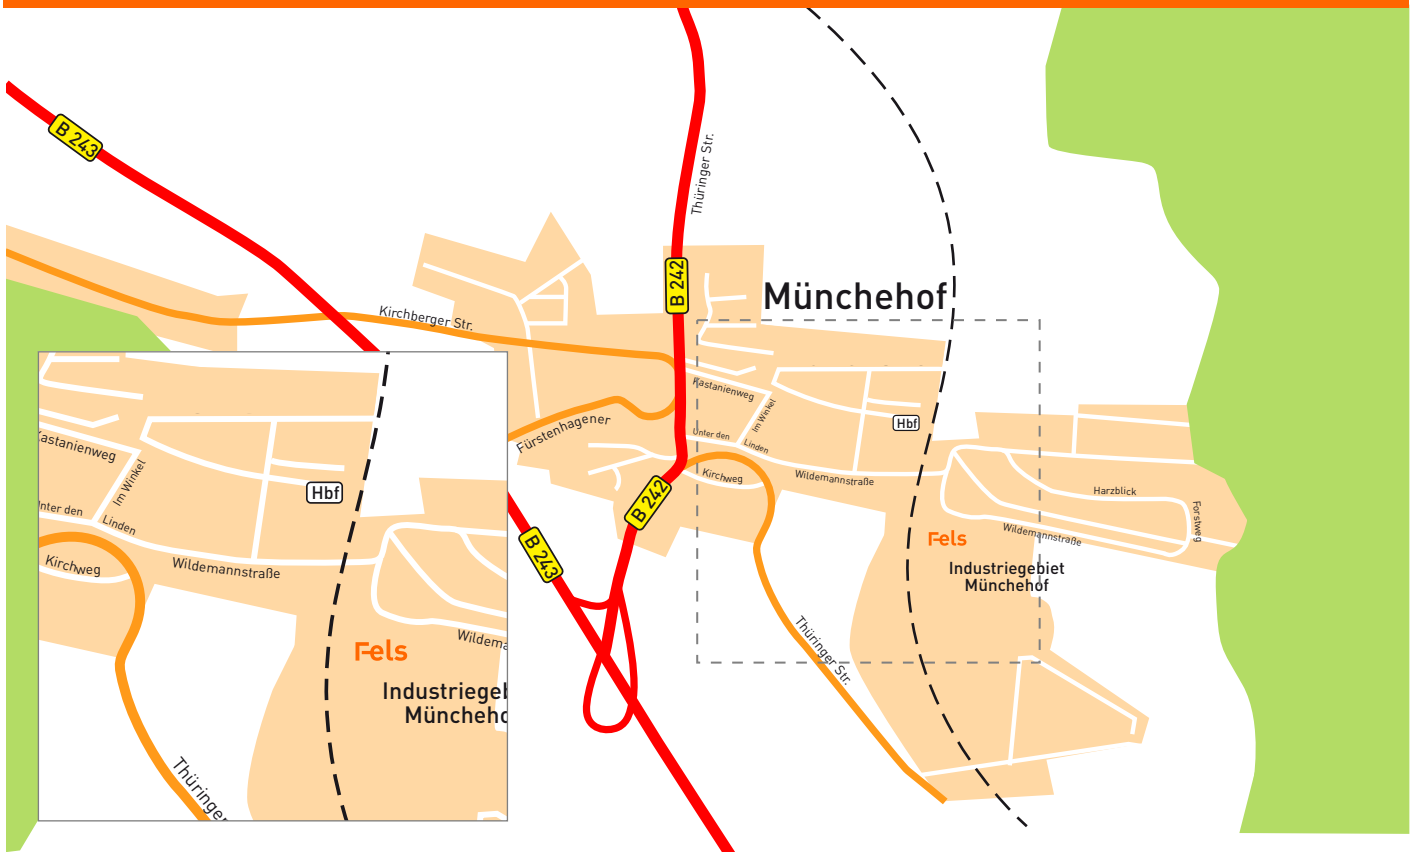 B 243
Thüringer Str.
B 242
Münchehof
Kirchberger Str.
Kastanienweg
Im Winkel
Hbf
Fürstenhagener
Unter den
Linden
Kirchweg
Wildemannstraße
B 242
Harzblick
Forstweg
Wildemannstraße
Fels
Industriegebiet
Münchehof
B 243
Thüringer Str.
Kastanienweg
Im Winkel
Hbf
Unter den
Linden
Kirchweg
Wildemannstraße
Wildema
Fels
Industriegebi
Müncheho
Thüringer